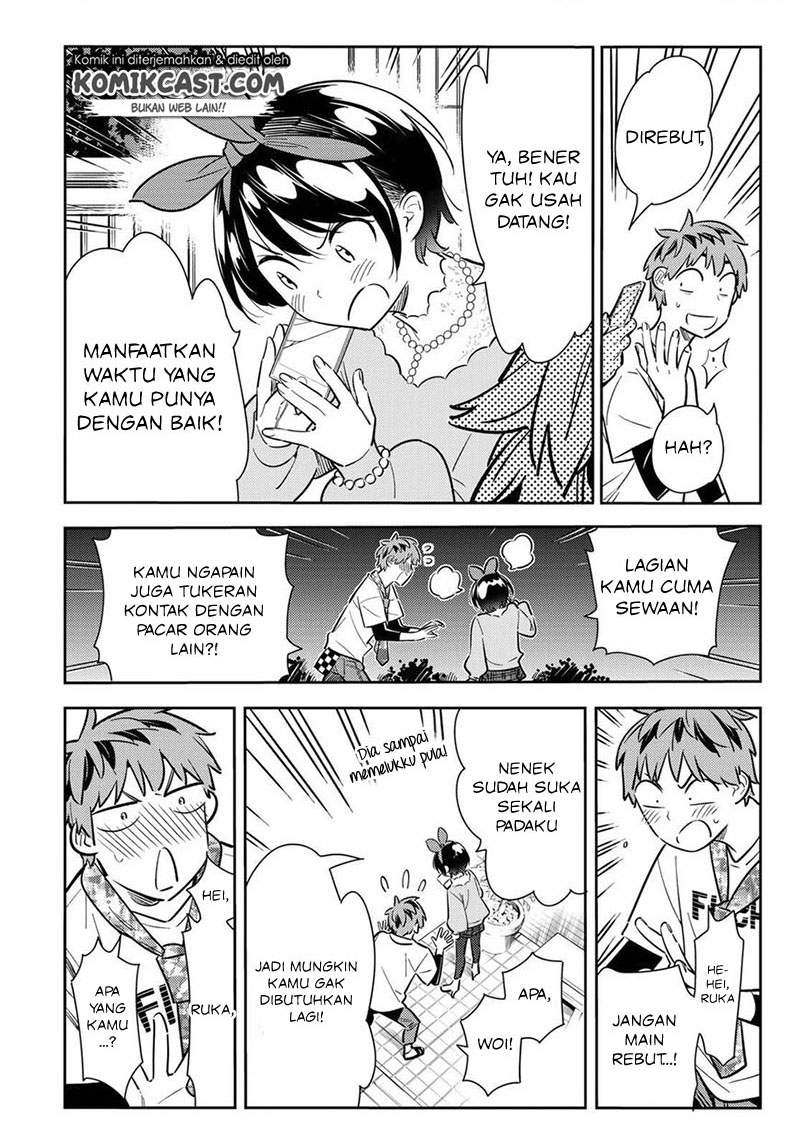 Komik ini diterjemahkan & diedit oleh
KOMIKCAST.COM
BUKAN WEB LAIN!!
DIREBUT,
HAH?
YA, BENER
TUH! KAU
GAK USAH
DATANG!
MANFAATKAN
WAKTU YANG
KAMU PUNYA
DENGAN BAIK!
LAGIAN
KAMU CUMA
SEWAAN!
KAMU NGAPAIN
JUGA TUKERAN
KONTAK DENGAN
PACAR ORANG
LAIN?!
HE-
HEI,
RUKA
JANGAN
MAIN
REBUT..!
NENEK
SUDAH SUKA
SEKALI
PADAKU
Dia sampai
memelukku pula!
APA,
WOI!
JADI MUNGKIN
KAMU GAK
DIBUTUHKAN
LAGI!
HEI,
RUKA,
APA
YANG
KAMU
...?